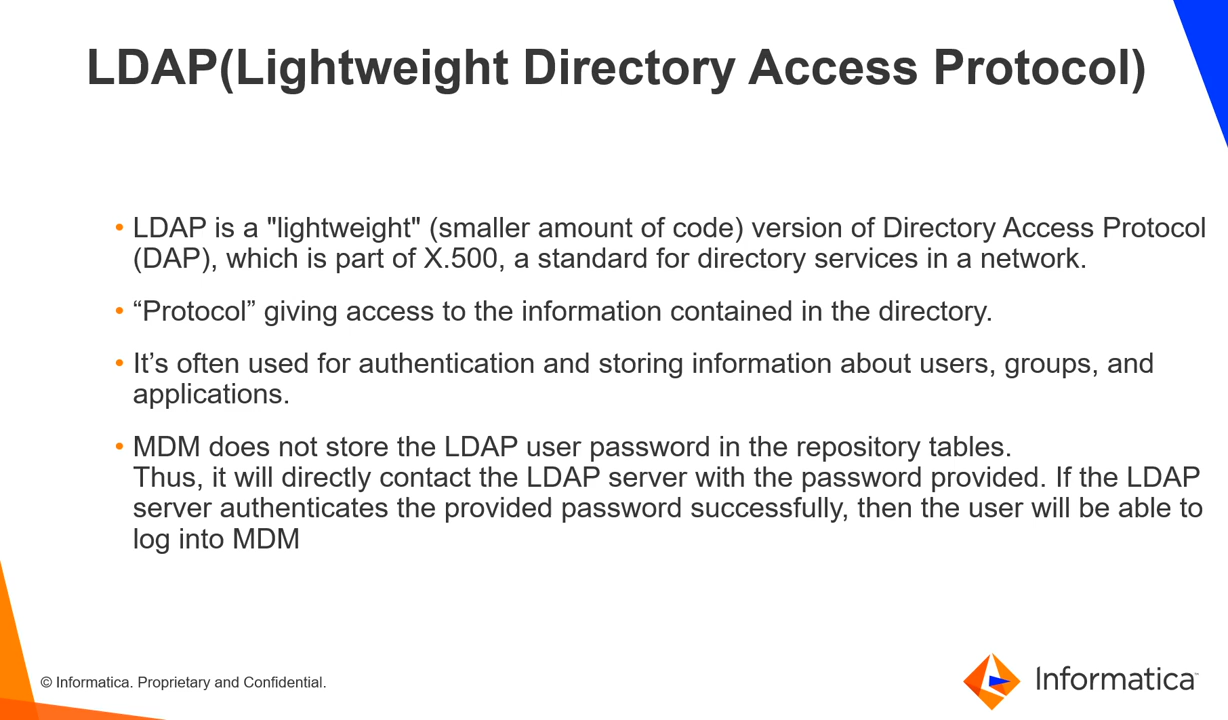 LDAP(Lightweight Directory Access Protocol)
• LDAP is a "lightweight" (smaller amount of code) version of Directory Access Protocol
(DAP), which is part of X.500, a standard for directory services in a network.
• “Protocol” giving access to the information contained in the directory.
• It’s often used for authentication and storing information about users, groups, and
applications.
• MDM does not store the LDAP user password in the repository tables.
Thus, it will directly contact the LDAP server with the password provided. If the LDAP
server authenticates the provided password successfully, then the user will be able to
log into MDM
© Informatica. Proprietary and Confidential.
Informatica™